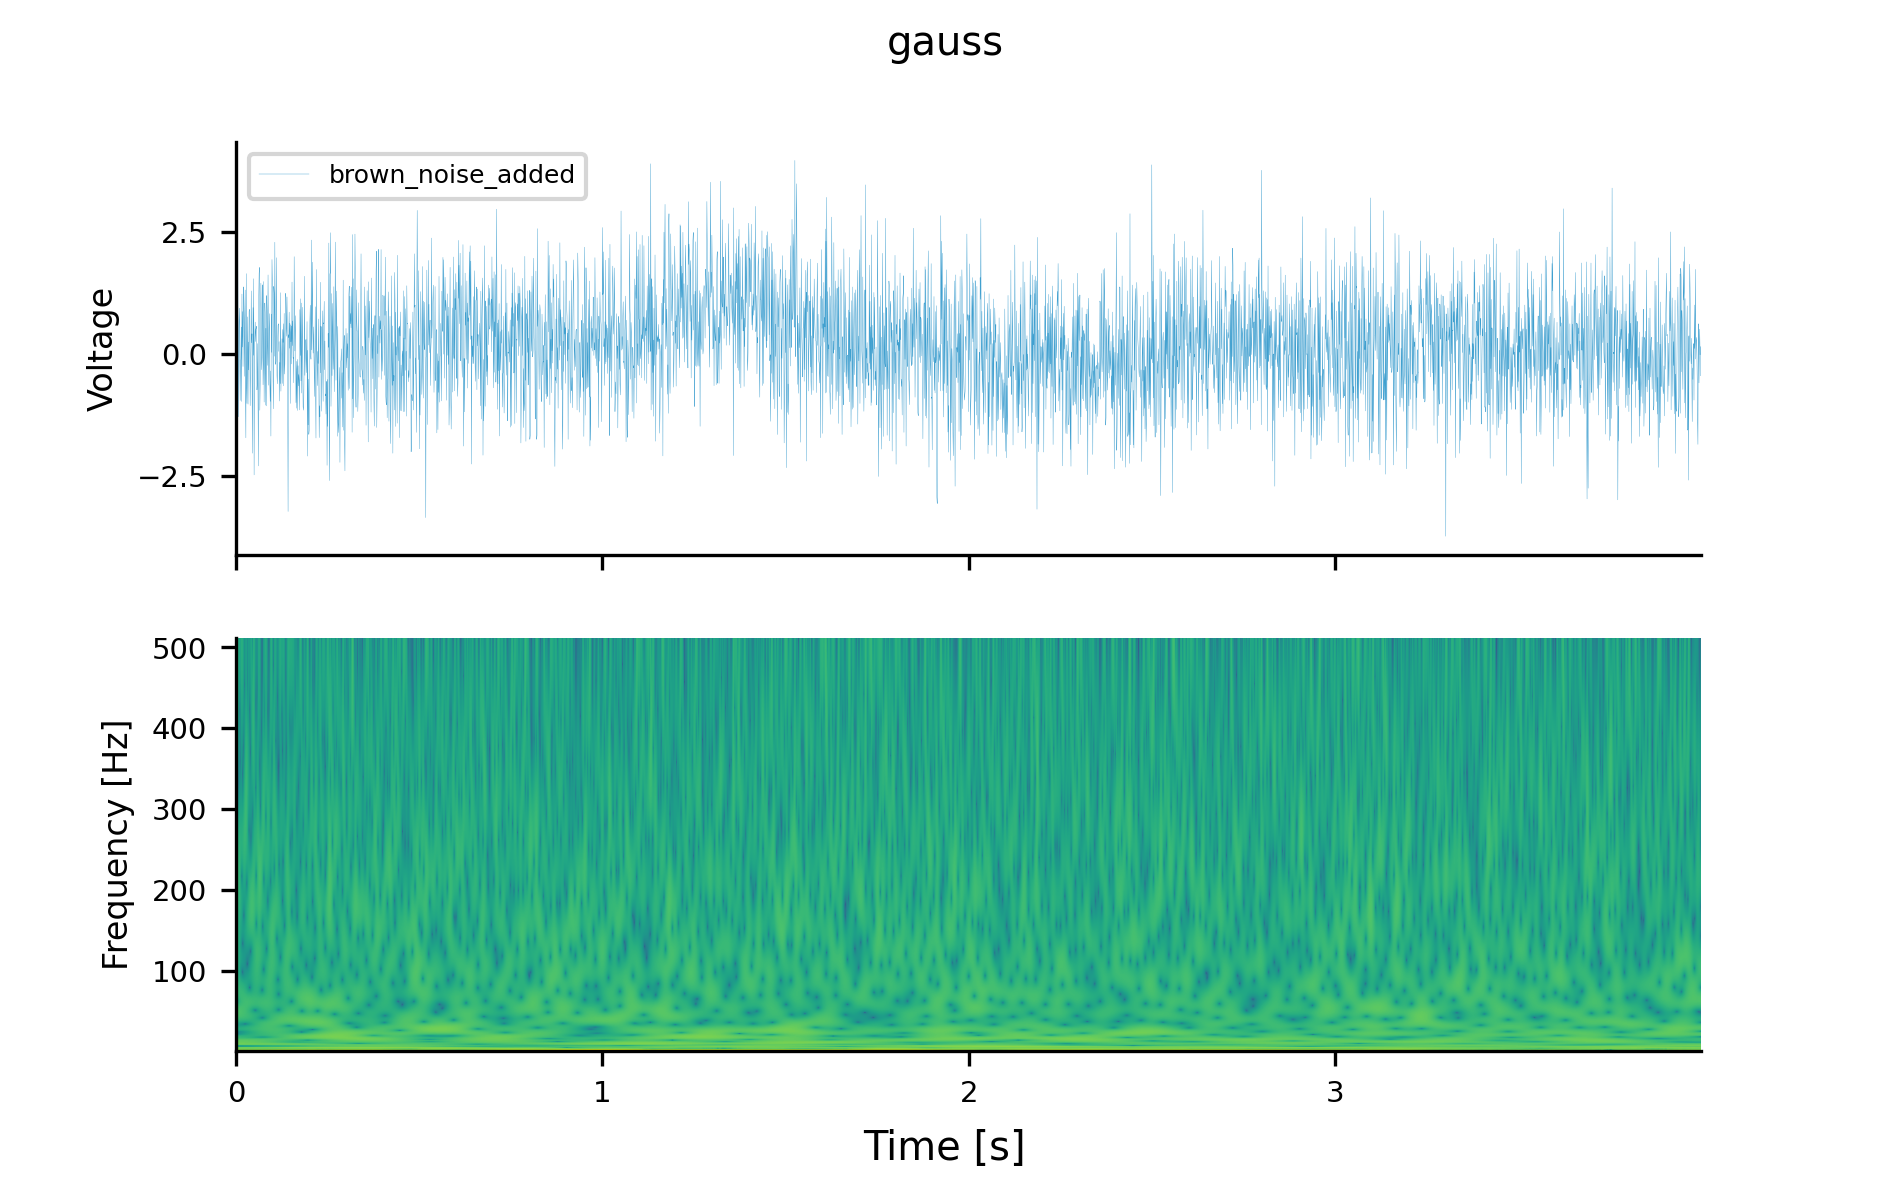 gauss
brown_noise_added
2.5
0.0
−2.5
Voltage
500
400
300
200
100
Frequency [Hz]
0 1 2 3
Time [s]